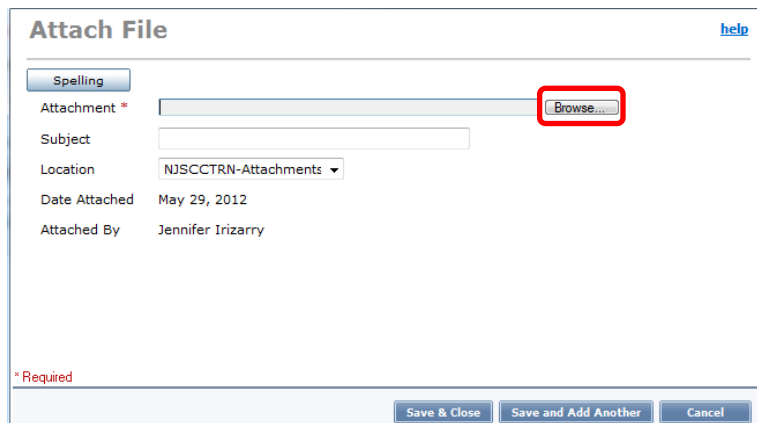 Attach File help
Spelling
Attachment * Browse...
Subject
Location NJSCCTRN-Attachments
Date Attached May 29, 2012
Attached By Jennifer Irizarry
* Required
Save & Close Save and Add Another Cancel